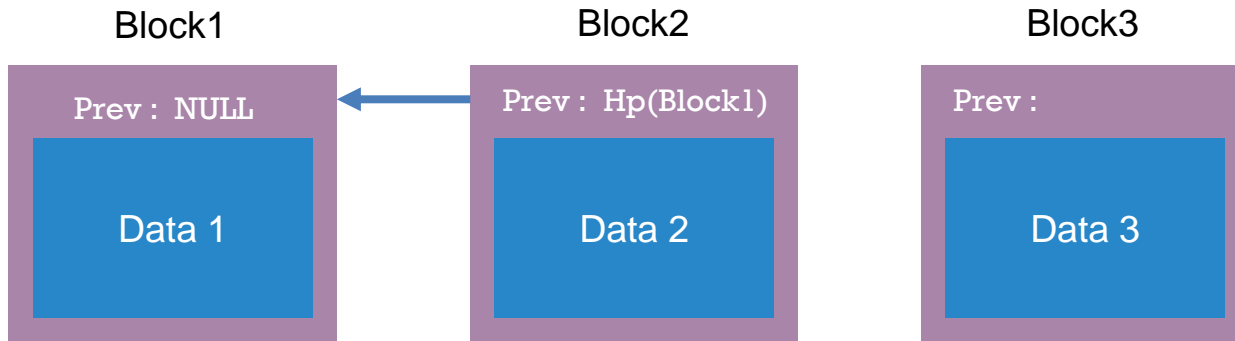 Block1
Block2
Block3
Prev : NULL
Prev : Hp(Block1)
Prev :
Data 1
Data 2
Data 3